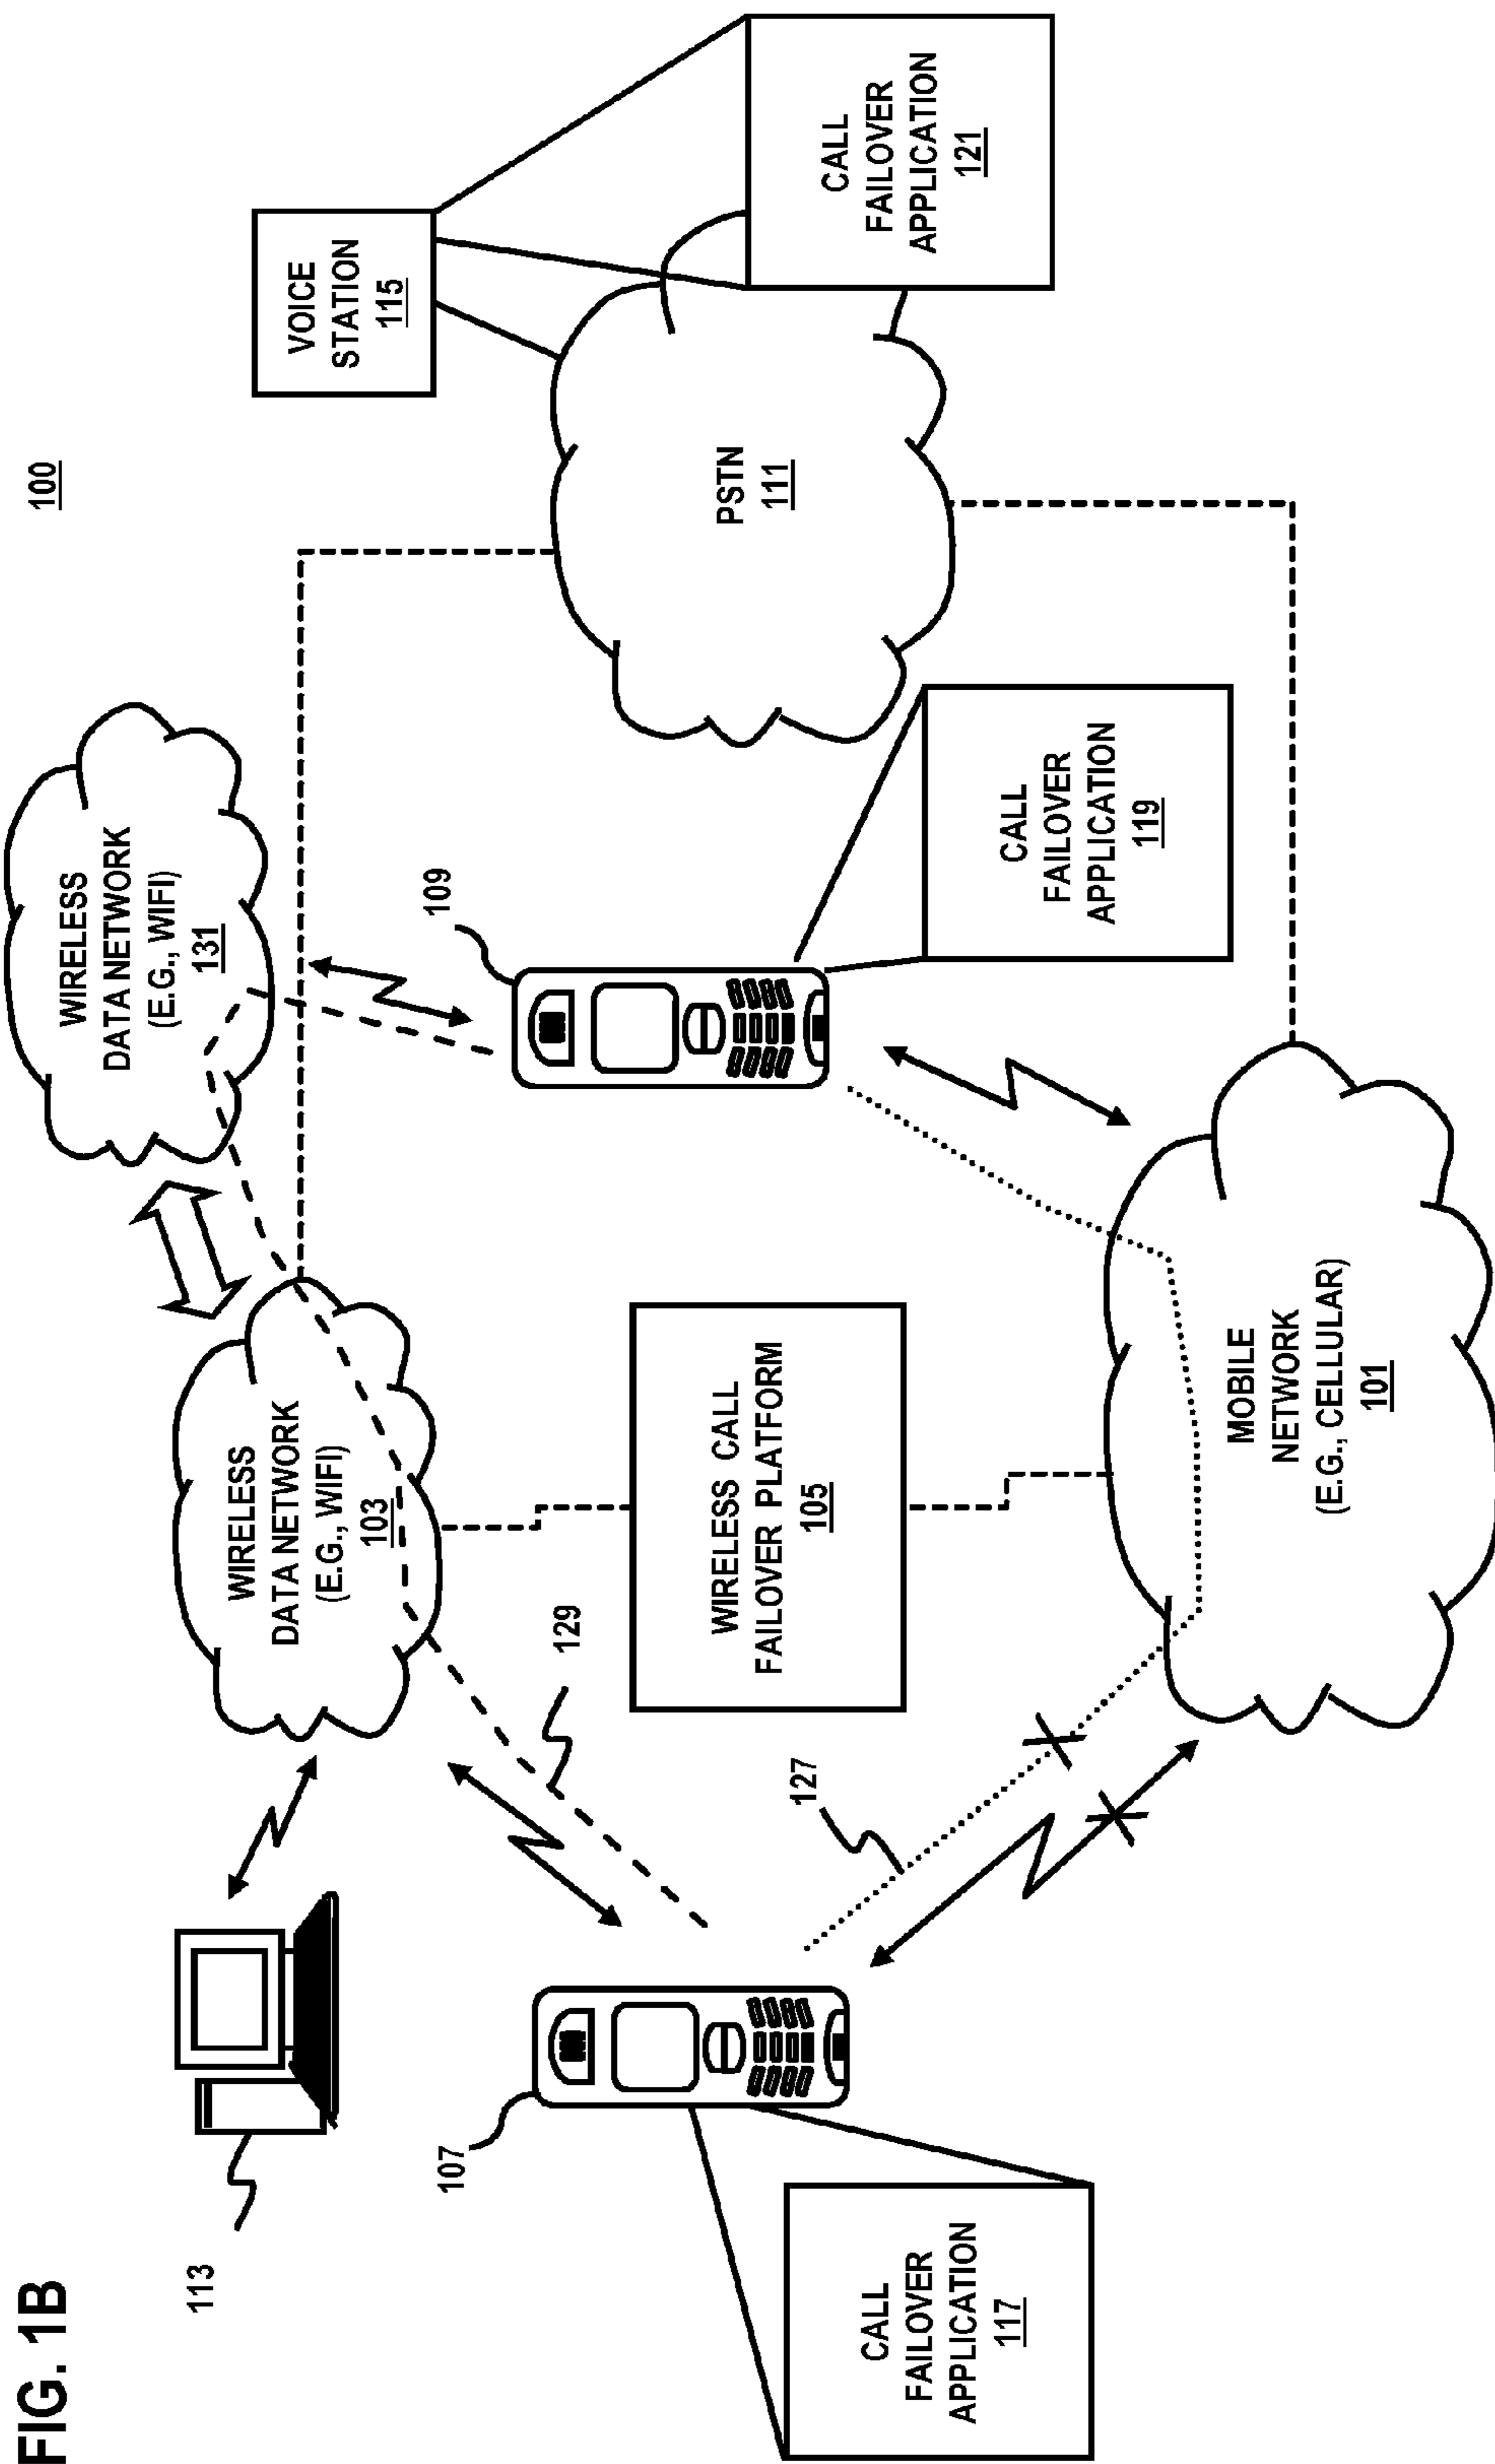 FIG. 1B
100
113
WIRELESS
DATA NETWORK
(E.G., WIFI)
103
WIRELESS
DATA NETWORK
(E.G., WIFI)
131
VOICE
STATION
115
107
129
109
WIRELESS CALL
FAILOVER PLATFORM
105
PSTN
111
127
CALL
FAILOVER
APPLICATION
117
CALL
FAILOVER
APPLICATION
119
CALL
FAILOVER
APPLICATION
121
MOBILE
NETWORK
(E.G., CELLULAR)
101